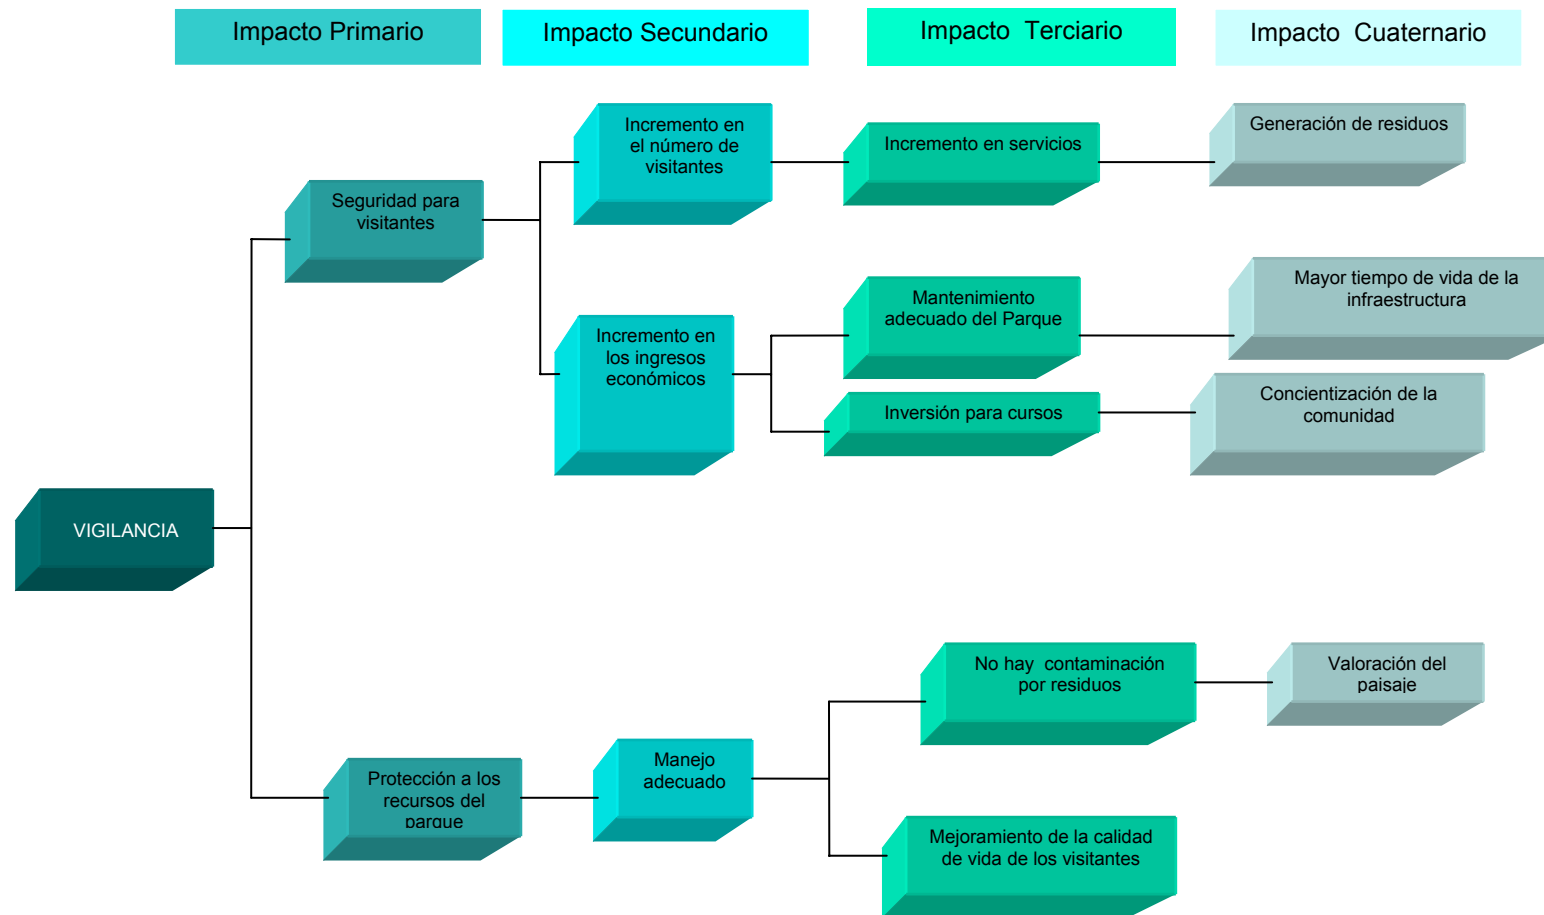 Impacto Primario
Impacto Secundario
Impacto Terciario
Impacto Cuaternario
Incremento en
el número de
visitantes
Incremento en servicios
Generación de residuos
Seguridad para
visitantes
Mantenimiento
adecuado del Parque
Mayor tiempo de vida de la
infraestructura
Incremento en
los ingresos
económicos
Inversión para cursos
Concientización de la
comunidad
VIGILANCIA
No hay contaminación
por residuos
Valoración del
paisaje
Manejo
adecuado
Protección a los
recursos del
parque
Mejoramiento de la calidad
de vida de los visitantes